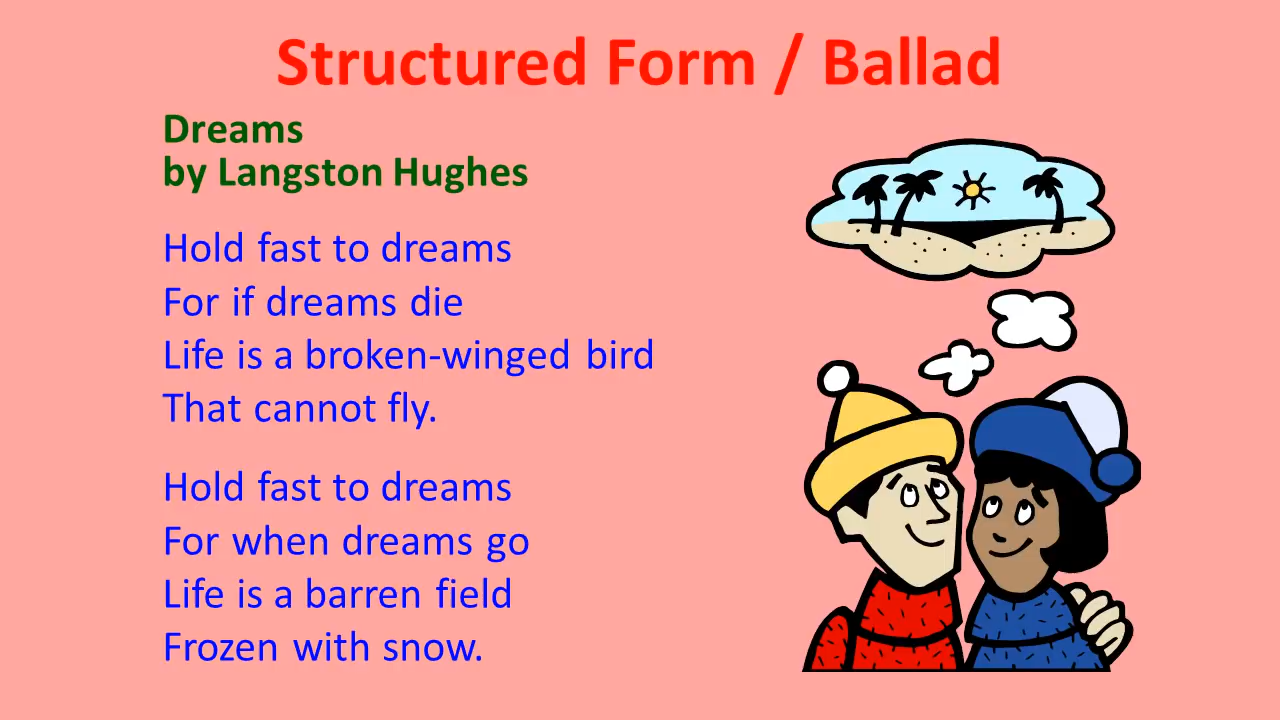 Structured Form / Ballad
Dreams
by Langston Hughes
Hold fast to dreams
For if dreams die
Life is a broken-winged bird
That cannot fly.
Hold fast to dreams
For when dreams go
Life is a barren field
Frozen with snow.